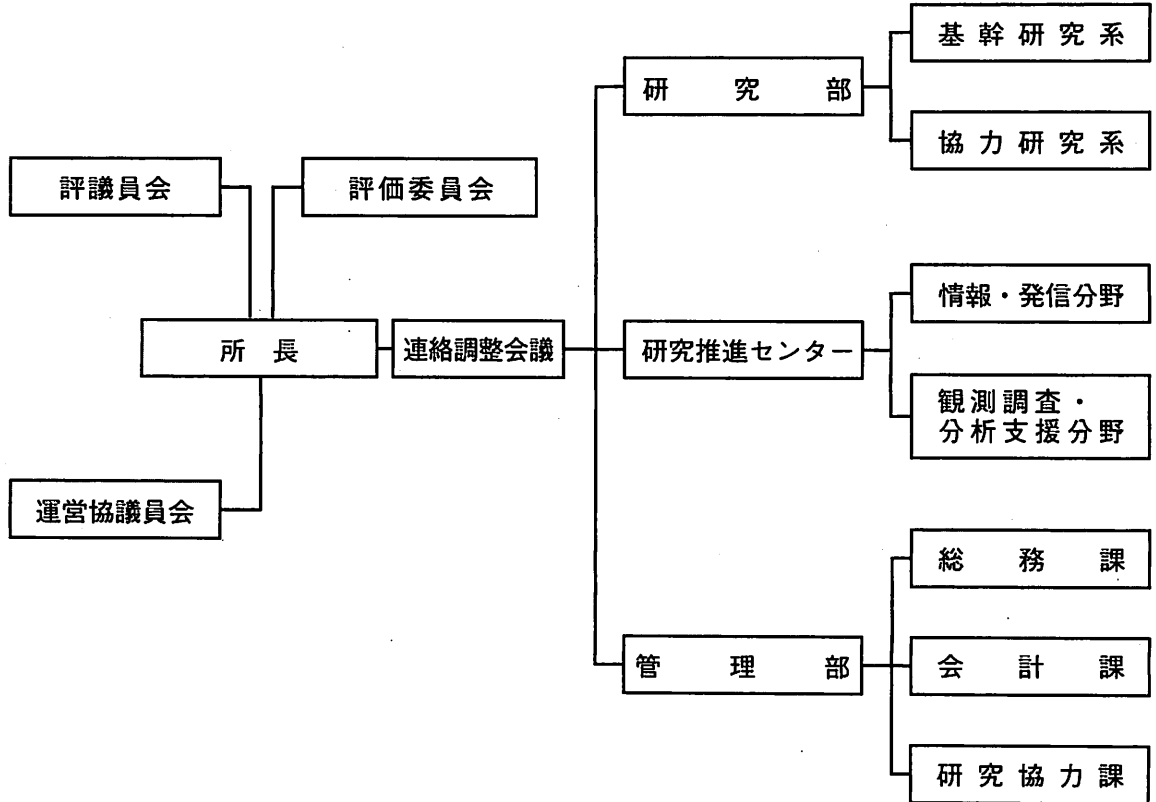 評議員会
評価委員会
所長
運営協議員会
連絡調整会議
研究部
基幹研究系
協力研究系
研究推進センター
情報・発信分野
観測調査・
分析支援分野
管理部
総務課
会計課
研究協力課